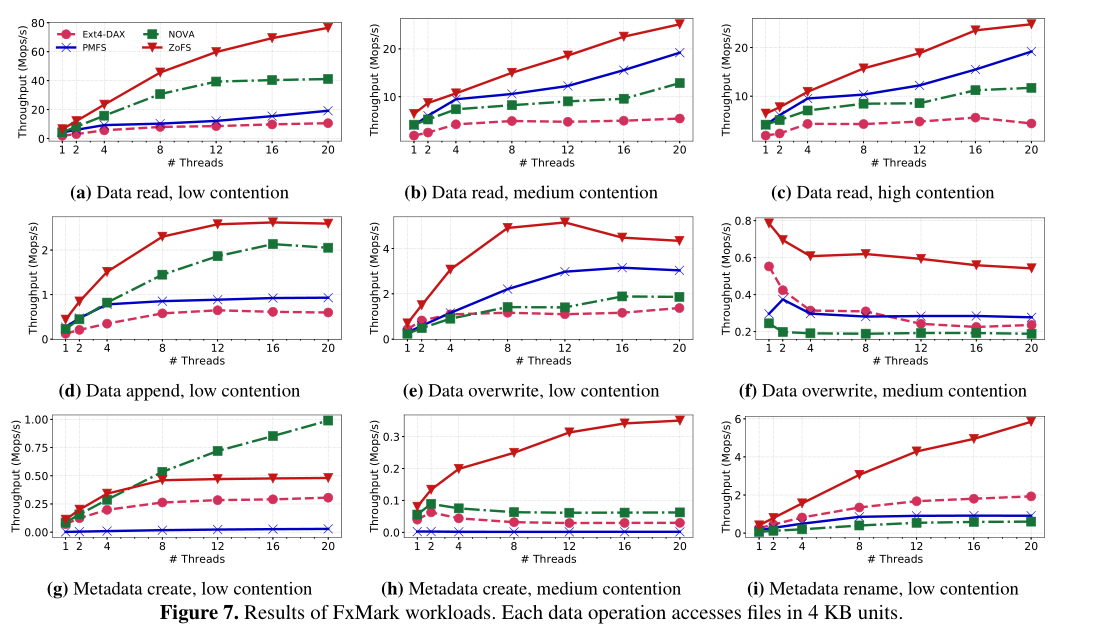 Throughput (Mops/s)
80
60
40
20
0
Ext4-DAX
PMFS
NOVA
ZoFS
1 2 4 8 12 16 20
# Threads
(a) Data read, low contention
Throughput (Mops/s)
20
10
1 2 4 8 12 16 20
# Threads
(b) Data read, medium contention
Throughput (Mops/s)
20
10
1 2 4 8 12 16 20
# Threads
(c) Data read, high contention
Throughput (Mops/s)
2
1
0
1 2 4 8 12 16 20
# Threads
(d) Data append, low contention
Throughput (Mops/s)
4
2
0
1 2 4 8 12 16 20
# Threads
(e) Data overwrite, low contention
Throughput (Mops/s)
0.8
0.6
0.4
0.2
1 2 4 8 12 16 20
# Threads
(f) Data overwrite, medium contention
Throughput (Mops/s)
1.00
0.75
0.50
0.25
0.00
1 2 4 8 12 16 20
# Threads
(g) Metadata create, low contention
Throughput (Mops/s)
0.3
0.2
0.1
0.0
1 2 4 8 12 16 20
# Threads
(h) Metadata create, medium contention
Throughput (Mops/s)
6
4
2
0
1 2 4 8 12 16 20
# Threads
(i) Metadata rename, low contention
Figure 7. Results of FxMark workloads. Each data operation accesses files in 4 KB units.